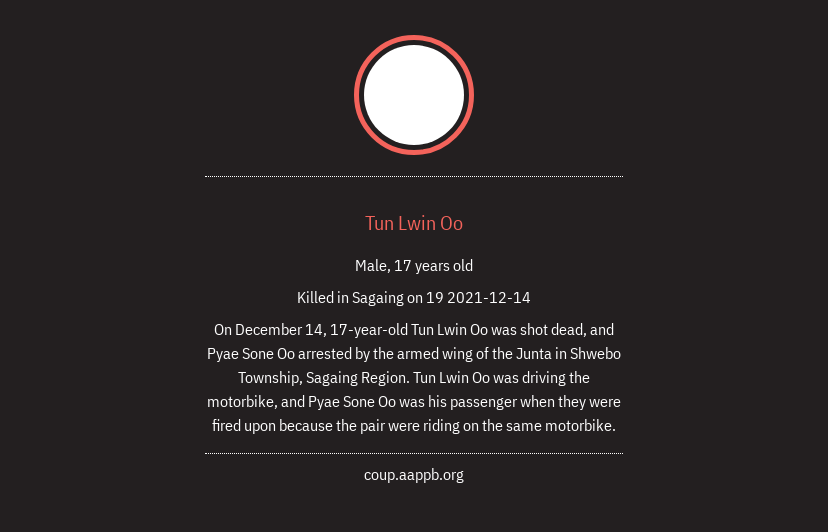 Tun Lwin Oo
Male, 17 years old
Killed in Sagaing on 19 2021-12-14
On December 14, 17-year-old Tun Lwin Oo was shot dead, and
Pyae Sone Oo arrested by the armed wing of the Junta in Shwebo
Township, Sagaing Region. Tun Lwin Oo was driving the
motorbike, and Pyae Sone Oo was his passenger when they were
fired upon because the pair were riding on the same motorbike.
coup.aappb.org